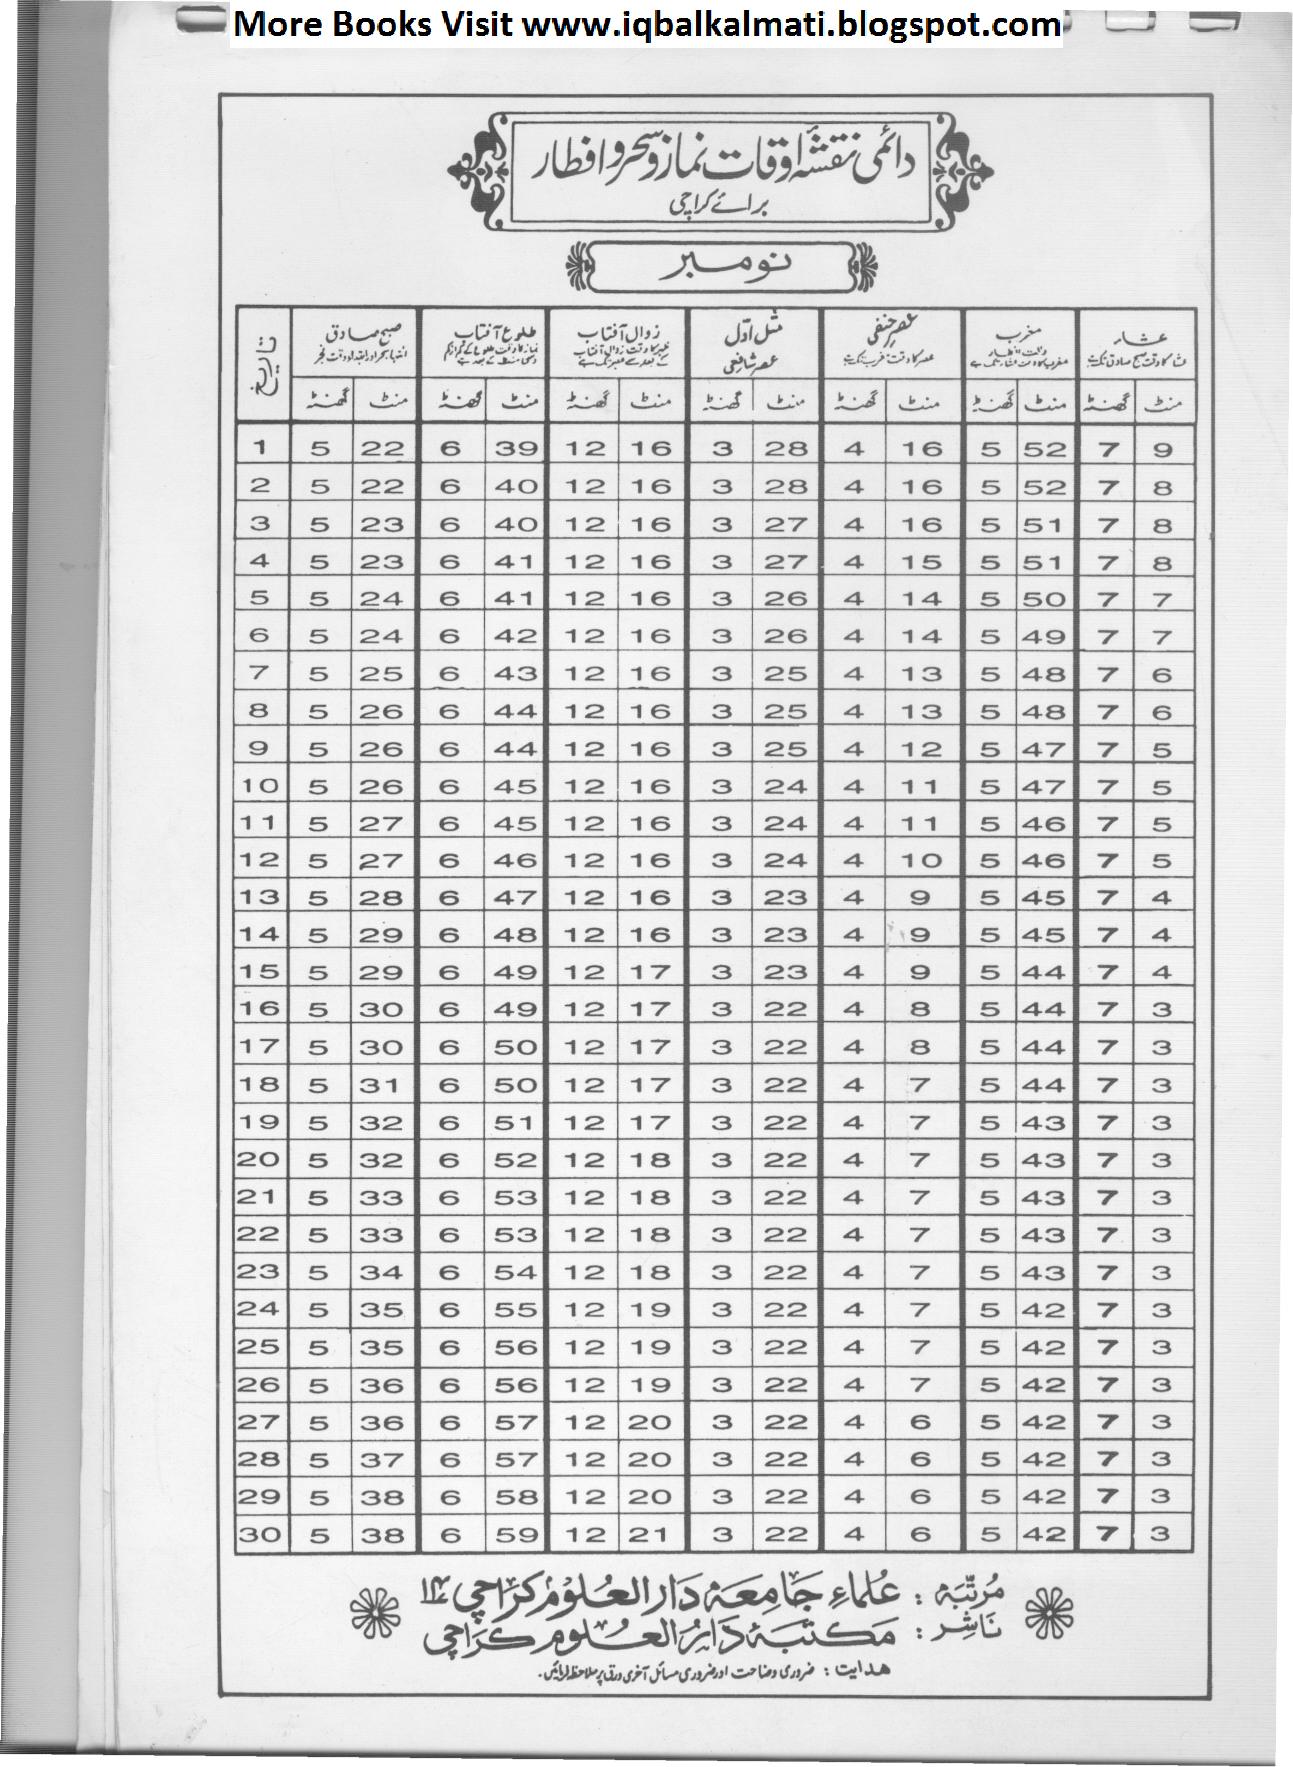 More Books Visit www.iqbalkalmati.blogspot.com
دائمی نقشۂ اوقات نماز و سحر و افطار
برائے کراچی
نومبر
تاریخ صبح صادق طلوع آفتاب زوال آفتاب مثل اوّل عصر شافعی عصر حنفی مغرب عشاء
گھنٹہ منٹ گھنٹہ منٹ گھنٹہ منٹ گھنٹہ منٹ گھنٹہ منٹ گھنٹہ منٹ گھنٹہ منٹ
1 5 22 6 39 12 16 3 28 4 16 5 52 7 9
2 5 22 6 40 12 16 3 28 4 16 5 52 7 8
3 5 23 6 40 12 16 3 27 4 16 5 51 7 8
4 5 23 6 41 12 16 3 27 4 15 5 51 7 8
5 5 24 6 41 12 16 3 26 4 14 5 50 7 7
6 5 24 6 42 12 16 3 26 4 14 5 49 7 7
7 5 25 6 43 12 16 3 25 4 13 5 48 7 6
8 5 26 6 44 12 16 3 25 4 13 5 48 7 6
9 5 26 6 44 12 16 3 25 4 12 5 47 7 5
10 5 26 6 45 12 16 3 24 4 11 5 47 7 5
11 5 27 6 45 12 16 3 24 4 11 5 46 7 5
12 5 27 6 46 12 16 3 24 4 10 5 46 7 5
13 5 28 6 47 12 16 3 23 4 9 5 45 7 4
14 5 29 6 48 12 16 3 23 4 9 5 45 7 4
15 5 29 6 49 12 17 3 23 4 9 5 44 7 4
16 5 30 6 49 12 17 3 22 4 8 5 44 7 3
17 5 30 6 50 12 17 3 22 4 8 5 44 7 3
18 5 31 6 50 12 17 3 22 4 7 5 44 7 3
19 5 32 6 51 12 17 3 22 4 7 5 43 7 3
20 5 32 6 52 12 18 3 22 4 7 5 43 7 3
21 5 33 6 53 12 18 3 22 4 7 5 43 7 3
22 5 33 6 53 12 18 3 22 4 7 5 43 7 3
23 5 34 6 54 12 18 3 22 4 7 5 43 7 3
24 5 35 6 55 12 19 3 22 4 7 5 42 7 3
25 5 35 6 56 12 19 3 22 4 7 5 42 7 3
26 5 36 6 56 12 19 3 22 4 7 5 42 7 3
27 5 36 6 57 12 20 3 22 4 6 5 42 7 3
28 5 37 6 57 12 20 3 22 4 6 5 42 7 3
29 5 38 6 58 12 20 3 22 4 6 5 42 7 3
30 5 38 6 59 12 21 3 22 4 6 5 42 7 3
مُرتّبہ : عُلماءِ جامعہ دار العلوم کراچی ۱۴
ناشر : مکتبہ دارُ العلوم کراچی
ھدایت : ضروری وضاحت اور ضروری مسائل آخری ورق پر ملاحظہ فرمائیں۔